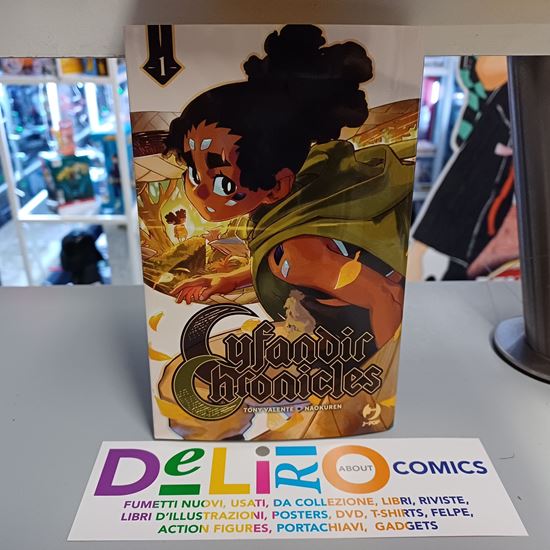 1
Cyfandir
Chronicles
TONY VALENTE • NAOKUREN
J-POP
DeLiRiO ABOUT COMICS
FUMETTI NUOVI, USATI, DA COLLEZIONE, LIBRI, RIVISTE,
LIBRI D'ILLUSTRAZIONI, POSTERS, DVD, T-SHIRTS, FELPE,
ACTION FIGURES, PORTACHIAVI, GADGETS